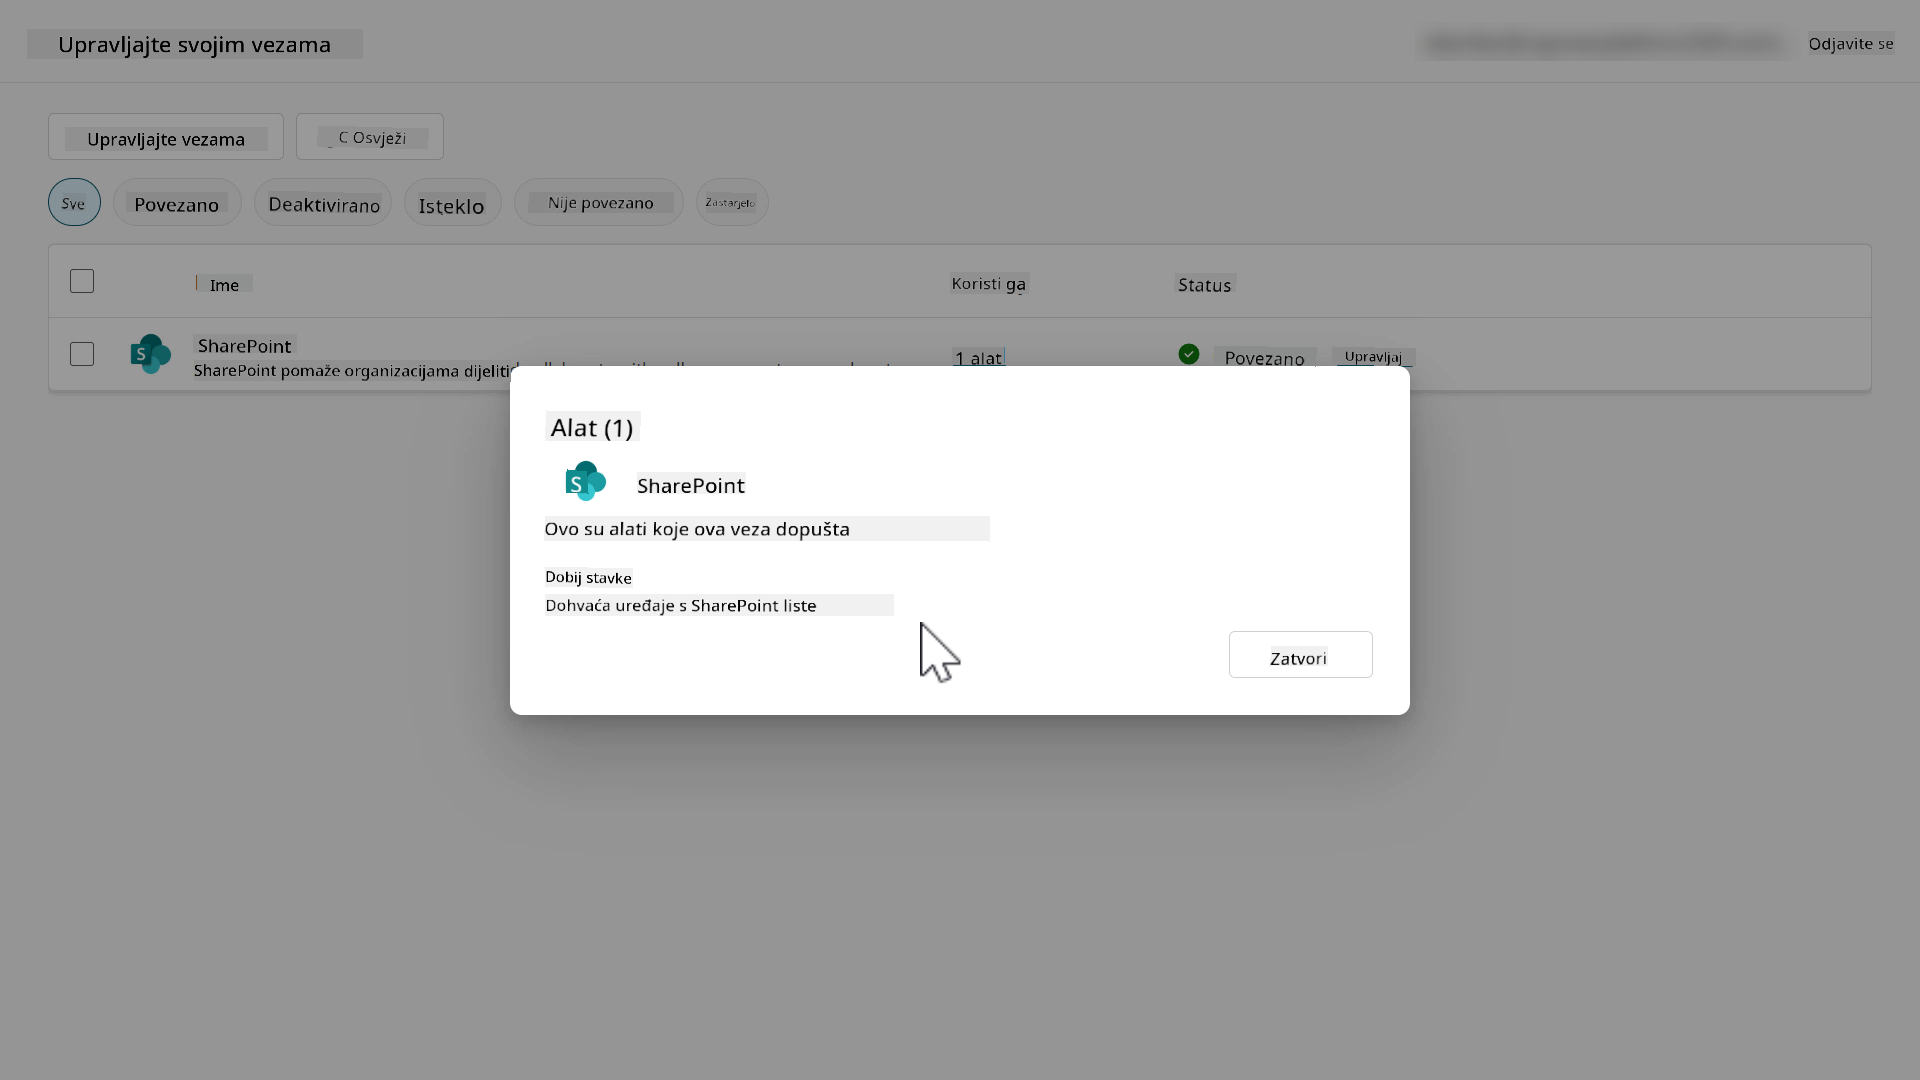 Upravljajte svojim vezama
Odjavite se
Upravljajte vezama
C Osvježi
Sve
Povezano
Deaktivirano
Isteklo
Nije povezano
Zastarjelo
Ime
Koristi ga
Status
SharePoint
SharePoint pomaže organizacijama dijeliti
1 alat
Povezano
Upravljaj
Alat (1)
SharePoint
Ovo su alati koje ova veza dopušta
Dobij stavke
Dohvaća uređaje s SharePoint liste
Zatvori